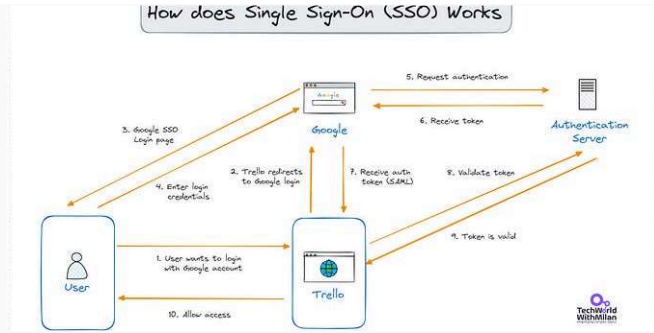 How does Single Sign-On (SSO) Works
5. Request authentication
6. Receive token
Google
Google
Authentication
Server
3. Google SSO
Login page
4. Enter login
credentials
2. Trello redirects
to Google login
7. Receive auth
token (SAML)
8. Validate token
9. Token is valid
1. User wants to login
with Google account
User
Trello
10. Allow access
TechWorld
WithMilan